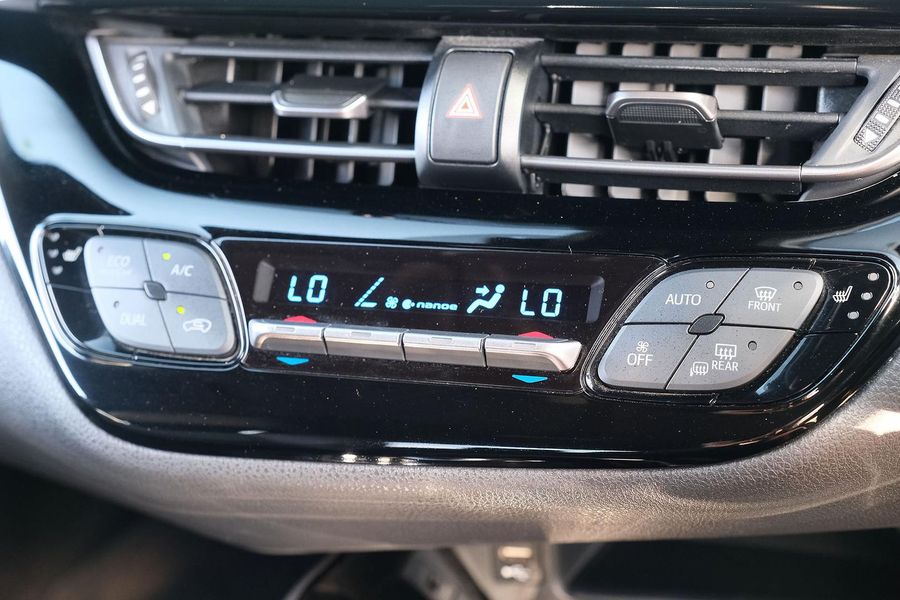 ECO
A/C
DUAL
LO
nanoe
LO
AUTO
FRONT
OFF
REAR